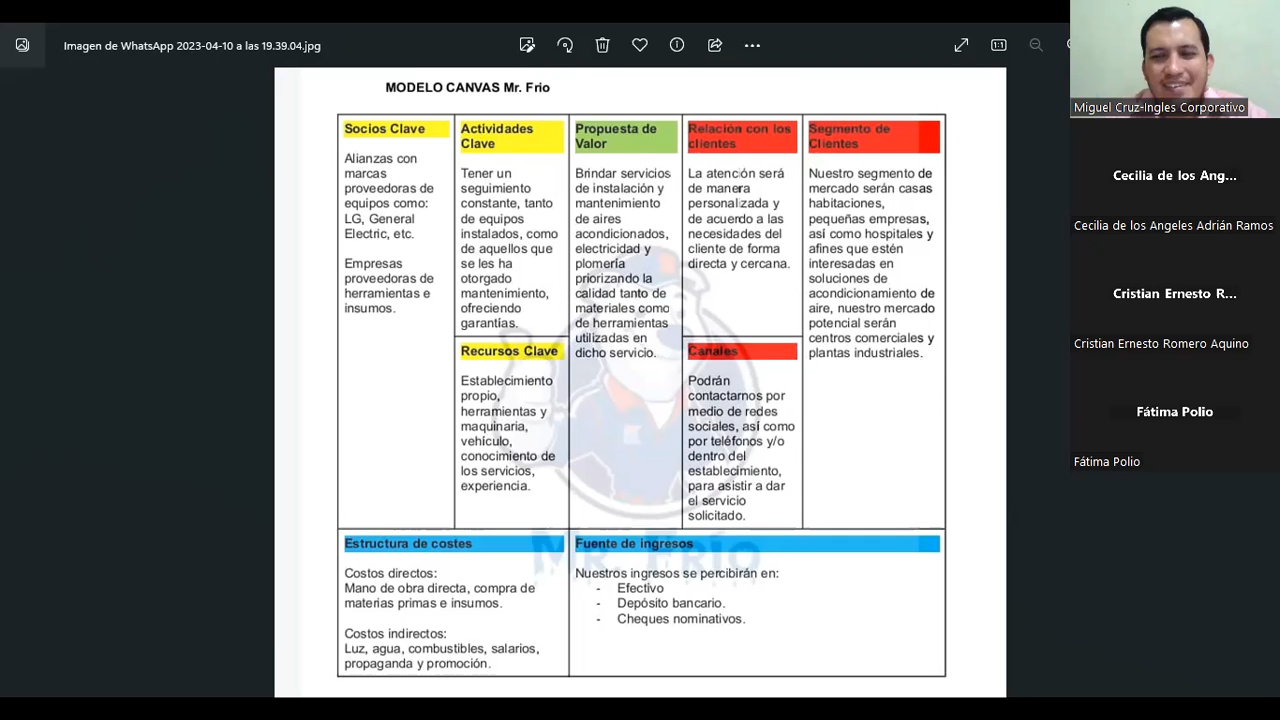 Imagen de WhatsApp 2023-04-10 a las 19.39.04.jpg
1:1
MODELO CANVAS Mr. Frio
Socios Clave
Alianzas con
marcas
proveedoras de
equipos como:
LG, General
Electric, etc.
Empresas
proveedoras de
herramientas e
insumos.
Actividades
Clave
Tener un
seguimiento
constante, tanto
de equipos
instalados, como
de aquellos que
se les ha
otorgado
mantenimiento,
ofreciendo
garantías.
Recursos Clave
Establecimiento
propio,
herramientas y
maquinaria,
vehículo,
conocimiento de
los servicios,
experiencia.
Propuesta de
Valor
Brindar servicios
de instalación y
mantenimiento
de aires
acondicionados,
electricidad y
plomería
priorizando la
calidad tanto de
materiales como
de herramientas
utilizadas en
dicho servicio.
Relación con los
clientes
La atención será
de manera
personalizada y
de acuerdo a las
necesidades del
cliente de forma
directa y cercana.
Canales
Podrán
contactarnos por
medio de redes
sociales, así como
por teléfonos y/o
dentro del
establecimiento,
para asistir a dar
el servicio
solicitado.
Segmento de
Clientes
Nuestro segmento de
mercado serán casas
habitaciones,
pequeñas empresas,
así como hospitales y
afines que estén
interesadas en
soluciones de
acondicionamiento de
aire, nuestro mercado
potencial serán
centros comerciales y
plantas industriales.
Estructura de costes
Costos directos:
Mano de obra directa, compra de
materias primas e insumos.
Costos indirectos:
Luz, agua, combustibles, salarios,
propaganda y promoción.
Fuente de ingresos
Nuestros ingresos se percibirán en:
- Efectivo
- Depósito bancario.
- Cheques nominativos.
Mr. Frío
Miguel Cruz-Ingles Corporativo
Cecilia de los Ang...
Cecilia de los Angeles Adrián Ramos
Cristian Ernesto R...
Cristian Ernesto Romero Aquino
Fátima Polio
Fátima Polio